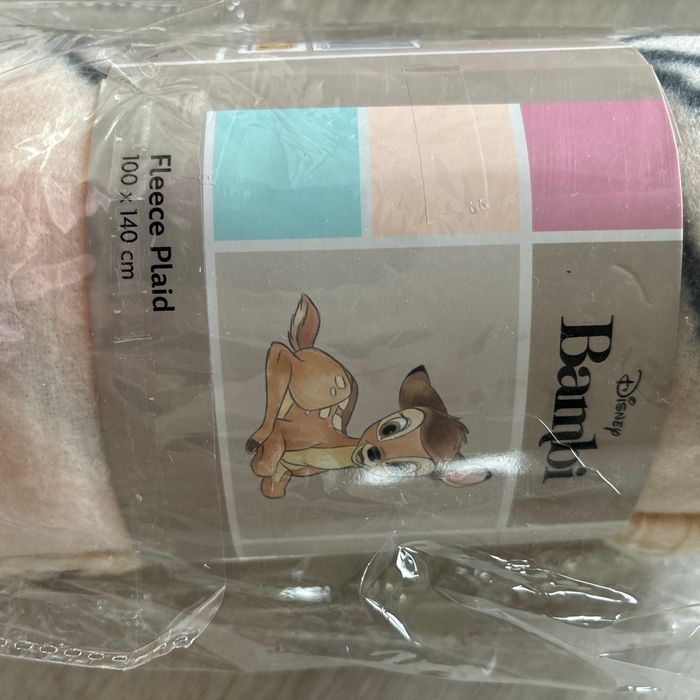 Disney
Bambi
Fleece Plaid
100 x 140 cm